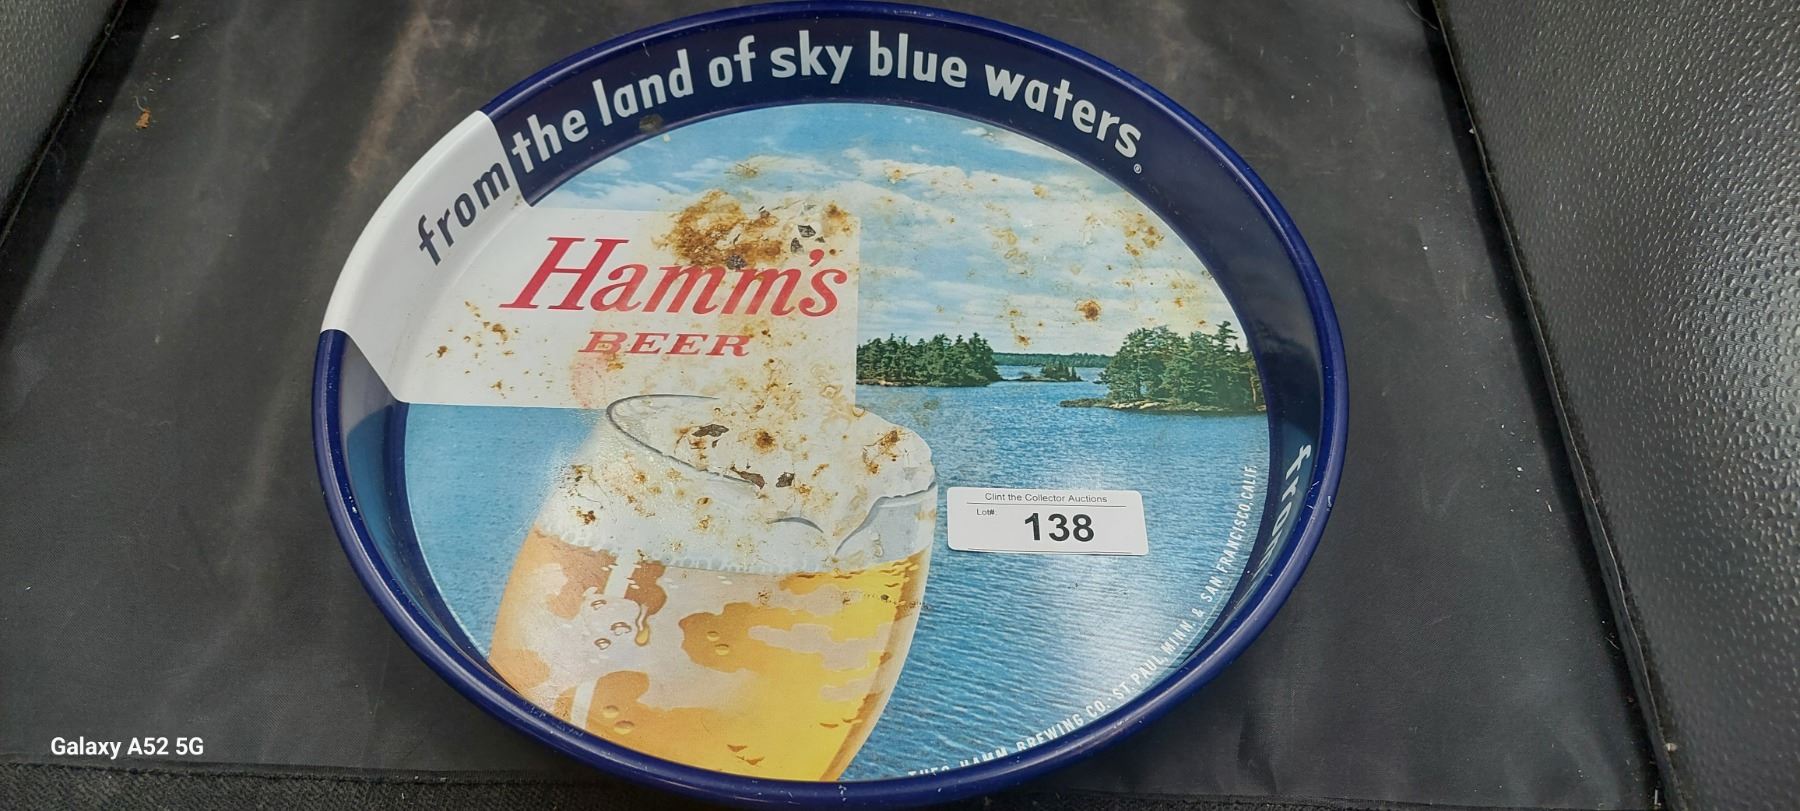 from the land of sky blue waters.®
Hamm's
BEER
Clint the Collector Auctions
Lot#:
138
from
THEO. HAMM BREWING CO. ST. PAUL, MINN. & SAN FRANCISCO, CALIF.
Galaxy A52 5G